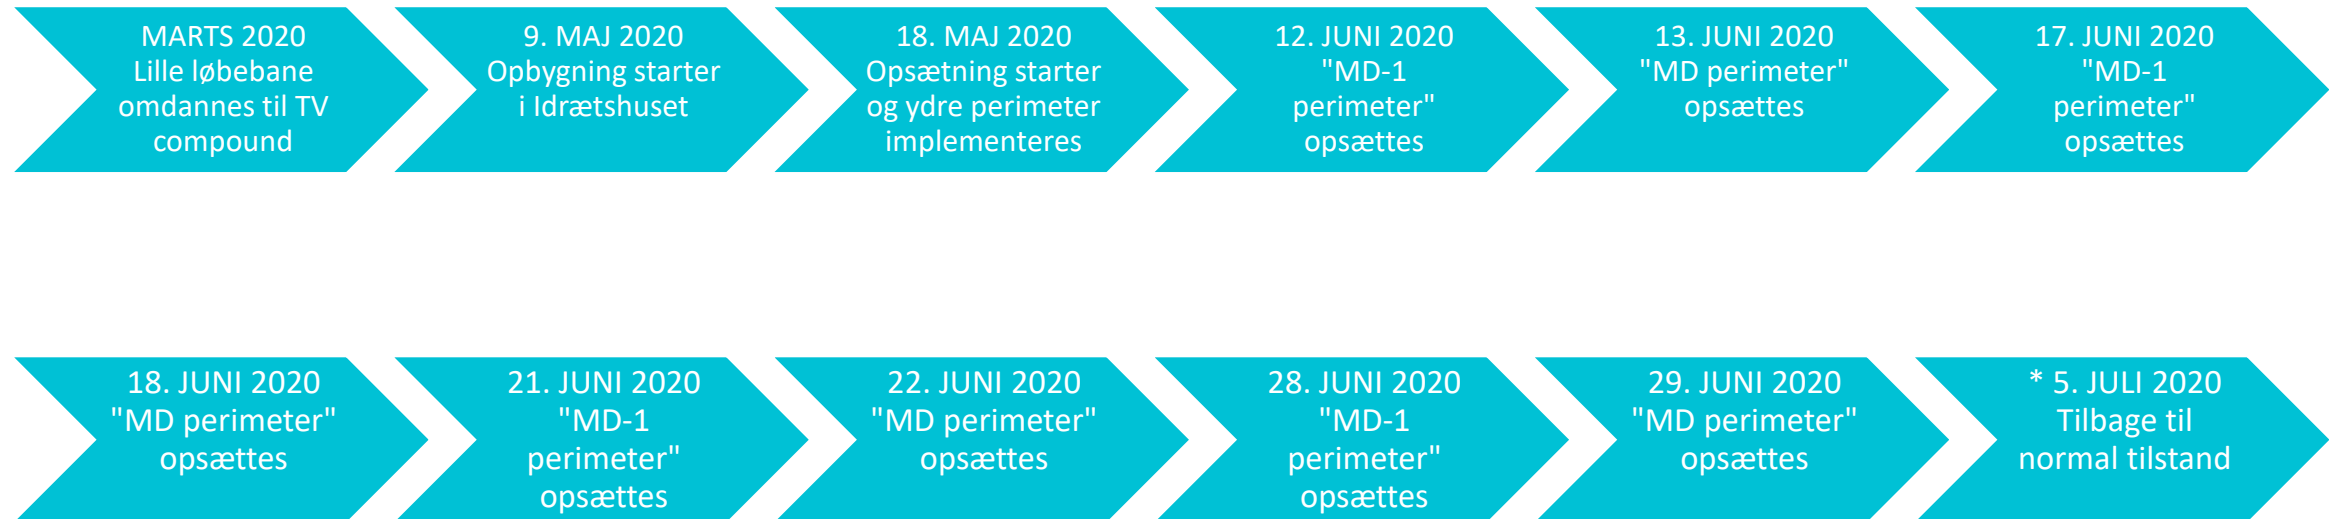 MARTS 2020
Lille løbebane
omdannes til TV
compound
9. MAJ 2020
Opbygning starter
i Idrætshuset
18. MAJ 2020
Opsætning starter
og ydre perimeter
implementeres
12. JUNI 2020
"MD-1
perimeter"
opsættes
13. JUNI 2020
"MD perimeter"
opsættes
17. JUNI 2020
"MD-1
perimeter"
opsættes
18. JUNI 2020
"MD perimeter"
opsættes
21. JUNI 2020
"MD-1
perimeter"
opsættes
22. JUNI 2020
"MD perimeter"
opsættes
28. JUNI 2020
"MD-1
perimeter"
opsættes
29. JUNI 2020
"MD perimeter"
opsættes
* 5. JULI 2020
Tilbage til
normal tilstand